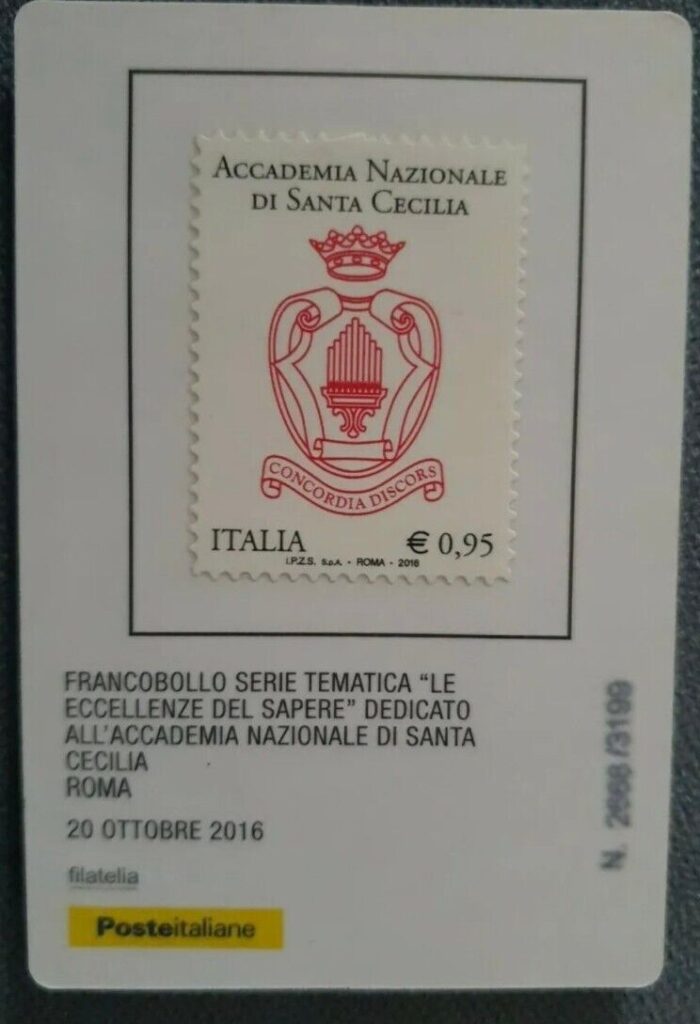 ACCADEMIA NAZIONALE
DI SANTA CECILIA
CONCORDIA DISCORS
ITALIA € 0,95
I.P.Z.S. S.p.A. - ROMA - 2016
FRANCOBOLLO SERIE TEMATICA “LE
ECCELLENZE DEL SAPERE” DEDICATO
ALL'ACCADEMIA NAZIONALE DI SANTA
CECILIA
ROMA
20 OTTOBRE 2016
filatelia
Posteitaliane
N. /3199